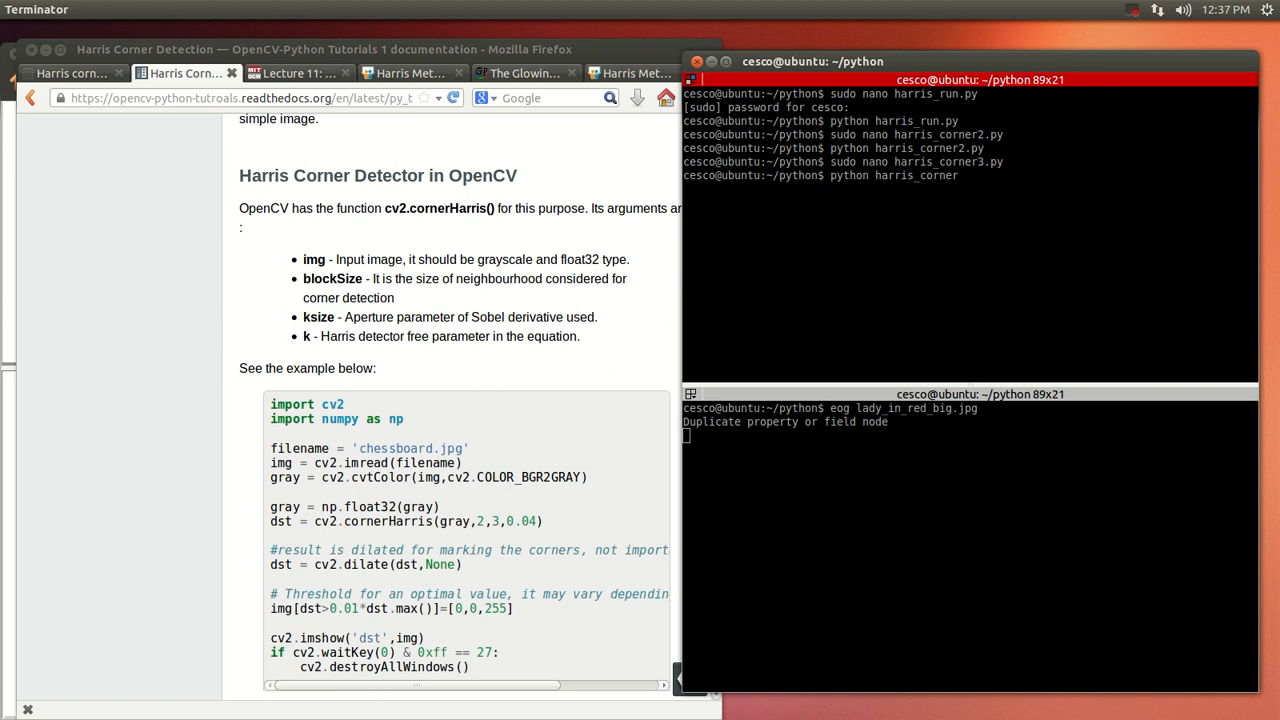 Terminator
12:37 PM
Harris Corner Detection — OpenCV-Python Tutorials 1 documentation - Mozilla Firefox
Harris corn...
Harris Corn...
MIT OCW
Lecture 11: ...
Harris Met...
The Glowin...
Harris Met...
https://opencv-python-tutroals.readthedocs.org/en/latest/py_t
Google
simple image.
Harris Corner Detector in OpenCV
OpenCV has the function cv2.cornerHarris() for this purpose. Its arguments ar
:
img - Input image, it should be grayscale and float32 type.
blockSize - It is the size of neighbourhood considered for
corner detection
ksize - Aperture parameter of Sobel derivative used.
k - Harris detector free parameter in the equation.
See the example below:
import cv2
import numpy as np
filename = 'chessboard.jpg'
img = cv2.imread(filename)
gray = cv2.cvtColor(img,cv2.COLOR_BGR2GRAY)
gray = np.float32(gray)
dst = cv2.cornerHarris(gray,2,3,0.04)
#result is dilated for marking the corners, not import
dst = cv2.dilate(dst,None)
# Threshold for an optimal value, it may vary dependin
img[dst>0.01*dst.max()]=[0,0,255]
cv2.imshow('dst',img)
if cv2.waitKey(0) & 0xff == 27:
cv2.destroyAllWindows()
cesco@ubuntu: ~/python
cesco@ubuntu: ~/python 89x21
cesco@ubuntu:~/python$ sudo nano harris_run.py
[sudo] password for cesco:
cesco@ubuntu:~/python$ python harris_run.py
cesco@ubuntu:~/python$ sudo nano harris_corner2.py
cesco@ubuntu:~/python$ python harris_corner2.py
cesco@ubuntu:~/python$ sudo nano harris_corner3.py
cesco@ubuntu:~/python$ python harris_corner
cesco@ubuntu: ~/python 89x21
cesco@ubuntu:~/python$ eog lady_in_red_big.jpg
Duplicate property or field node